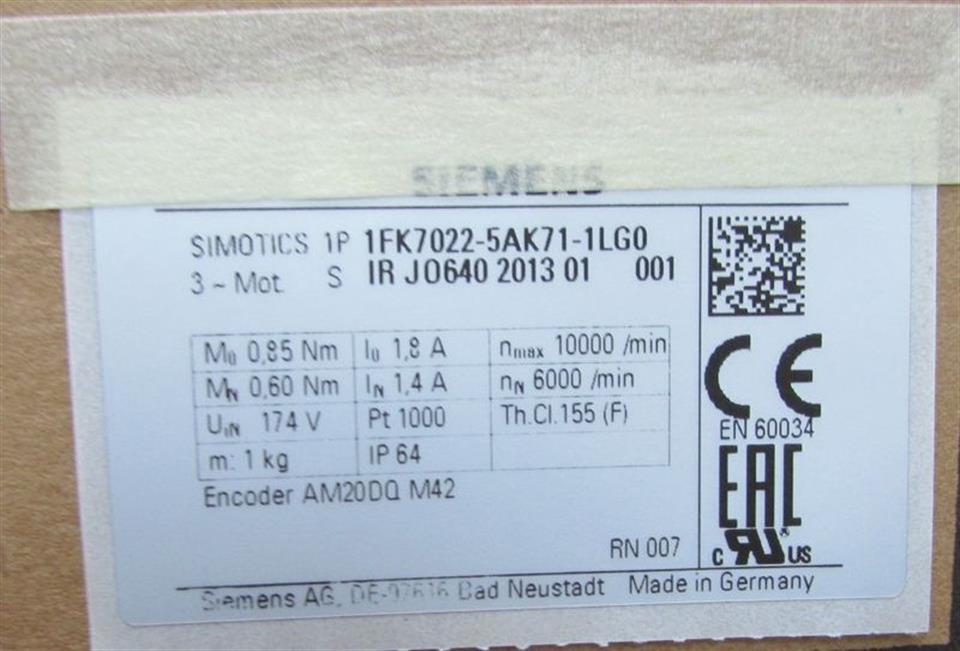 SIEMENS
SIMOTICS 1P 1FK7022-5AK71-1LG0
3 ~ Mot. S IR JO640 2013 01 001
M0 0,85 Nm I0 1,8 A nmax 10000 /min
MN 0,60 Nm IN 1,4 A nN 6000 /min
UiN 174 V Pt 1000 Th.Cl.155 (F)
m: 1 kg IP 64
Encoder AM20DQ M42
RN 007
CE
EN 60034
EAC
c RU ® US
Siemens AG, DE-97616 Bad Neustadt Made in Germany